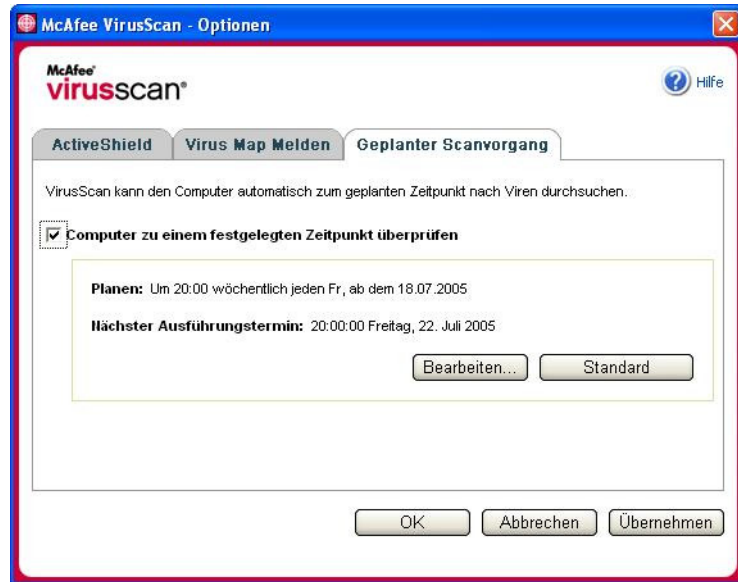 McAfee VirusScan - Optionen
McAfee®
virusscan®
Hilfe
ActiveShield
Virus Map Melden
Geplanter Scanvorgang
VirusScan kann den Computer automatisch zum geplanten Zeitpunkt nach Viren durchsuchen.
Computer zu einem festgelegten Zeitpunkt überprüfen
Planen: Um 20:00 wöchentlich jeden Fr, ab dem 18.07.2005
Nächster Ausführungstermin: 20:00:00 Freitag, 22. Juli 2005
Bearbeiten...
Standard
OK
Abbrechen
Übernehmen